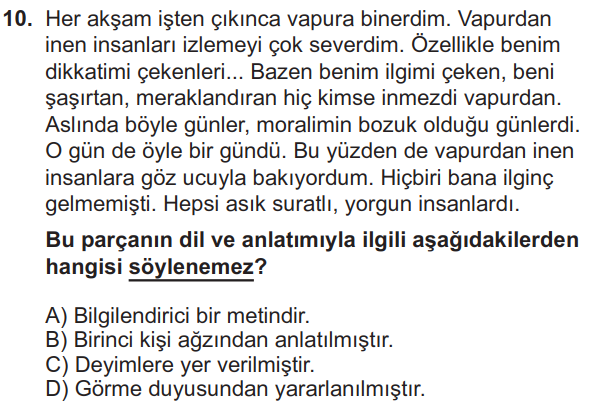 10. Her akşam işten çıkınca vapura binerdim. Vapurdan
inen insanları izlemeyi çok severdim. Özellikle benim
dikkatimi çekenleri... Bazen benim ilgimi çeken, beni
şaşırtan, meraklandıran hiç kimse inmezdi vapurdan.
Aslında böyle günler, moralimin bozuk olduğu günlerdi.
O gün de öyle bir gündü. Bu yüzden de vapurdan inen
insanlara göz ucuyla bakıyordum. Hiçbiri bana ilginç
gelmemişti. Hepsi asık suratlı, yorgun insanlardı.
Bu parçanın dil ve anlatımıyla ilgili aşağıdakilerden
hangisi söylenemez?
A) Bilgilendirici bir metindir.
B) Birinci kişi ağzından anlatılmıştır.
C) Deyimlere yer verilmiştir.
D) Görme duyusundan yararlanılmıştır.